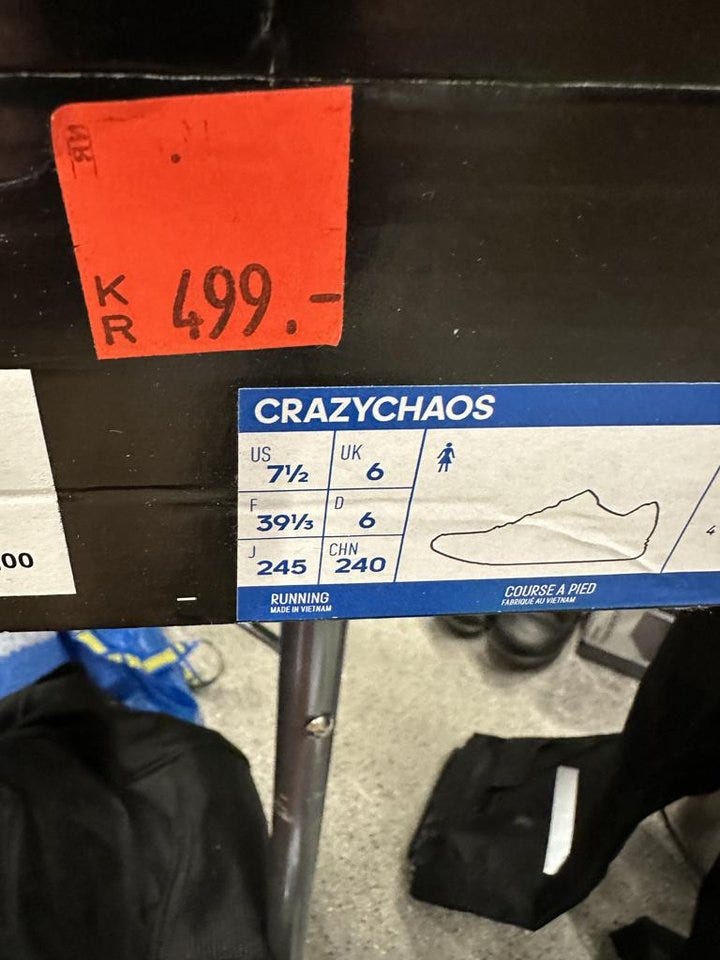 KR 499.-
.00
CRAZYCHAOS
US 7½
UK 6
F 39⅓
D 6
J 245
CHN 240
RUNNING
MADE IN VIETNAM
COURSE À PIED
FABRIQUÉ AU VIETNAM